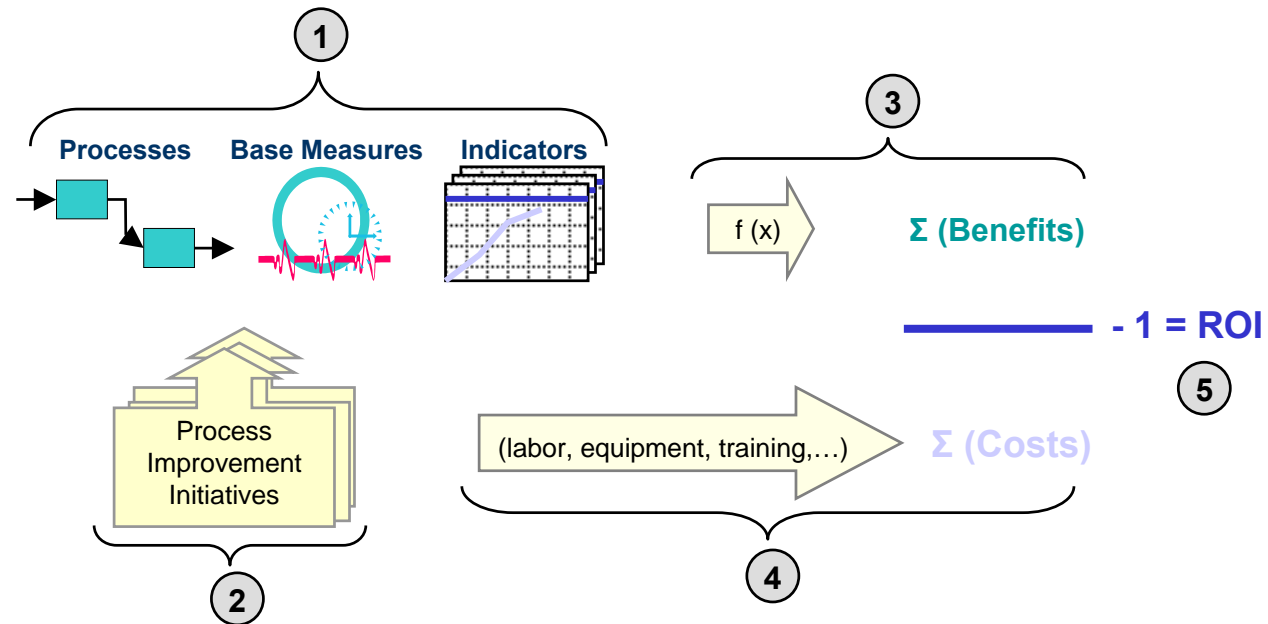 1
3
Processes
Base Measures
Indicators
f (x)
Σ (Benefits)
- 1 = ROI
5
Process
Improvement
Initiatives
(labor, equipment, training,…)
Σ (Costs)
4
2